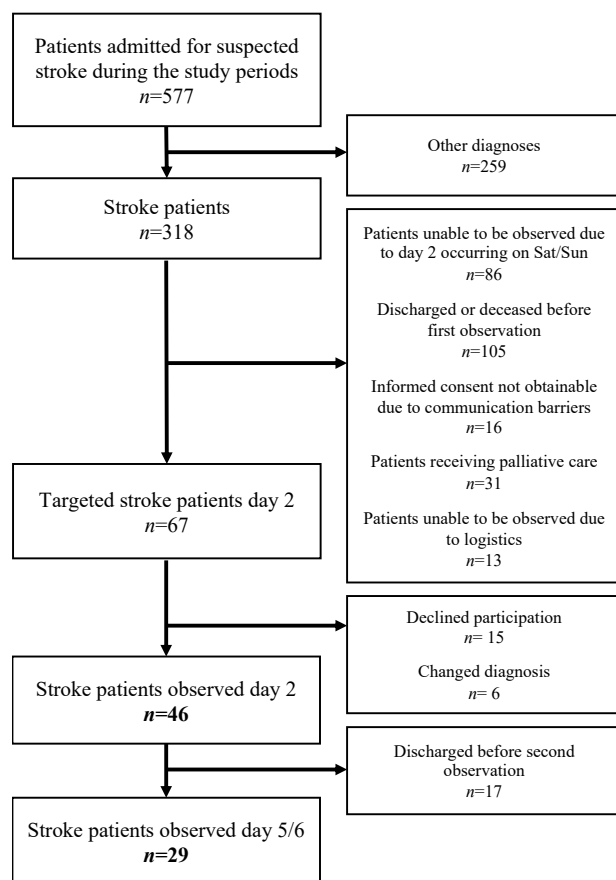 Patients admitted for suspected
stroke during the study periods
n=577
Other diagnoses
n=259
Stroke patients
n=318
Patients unable to be observed due
to day 2 occurring on Sat/Sun
n=86
Discharged or deceased before
first observation
n=105
Informed consent not obtainable
due to communication barriers
n=16
Patients receiving palliative care
n=31
Patients unable to be observed due
to logistics
n=13
Targeted stroke patients day 2
n=67
Declined participation
n= 15
Changed diagnosis
n= 6
Stroke patients observed day 2
n=46
Discharged before second
observation
n=17
Stroke patients observed day 5/6
n=29